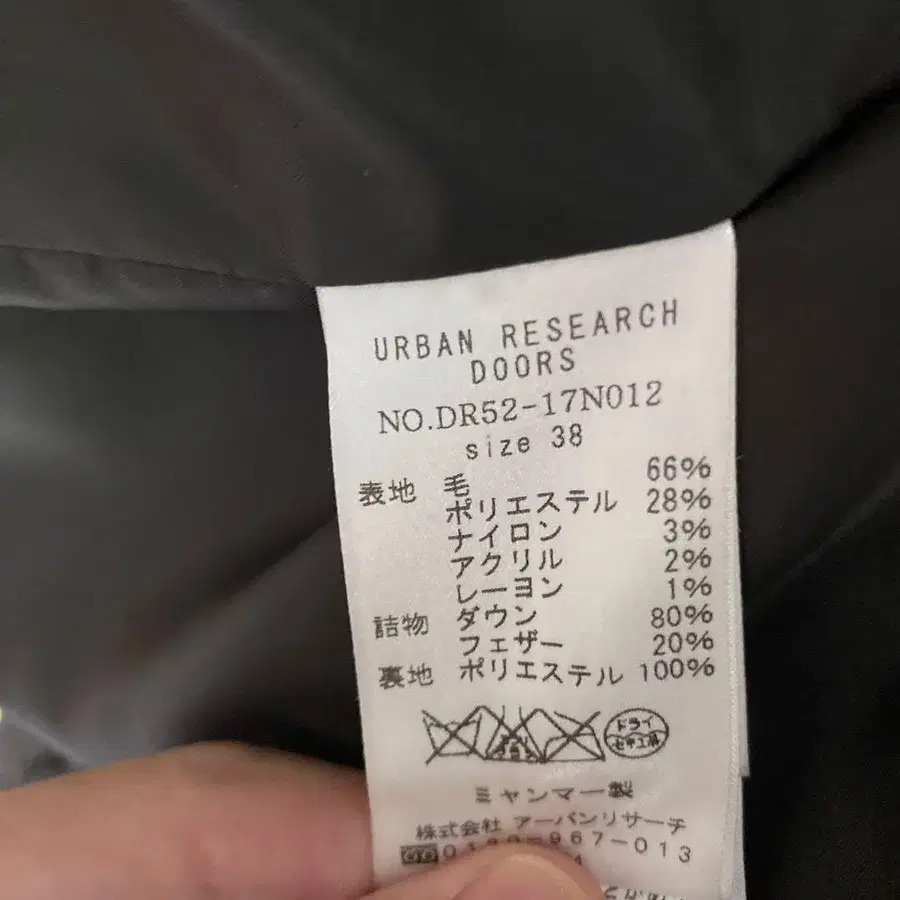 URBAN RESEARCH
DOORS
NO.DR52-17N012
size 38
表地 毛 66%
ポリエステル 28%
ナイロン 3%
アクリル 2%
レーヨン 1%
詰物 ダウン 80%
フェザー 20%
裏地 ポリエステル 100%
ドライ
ミャンマー製
株式会社 アーバンリサーチ
967-013